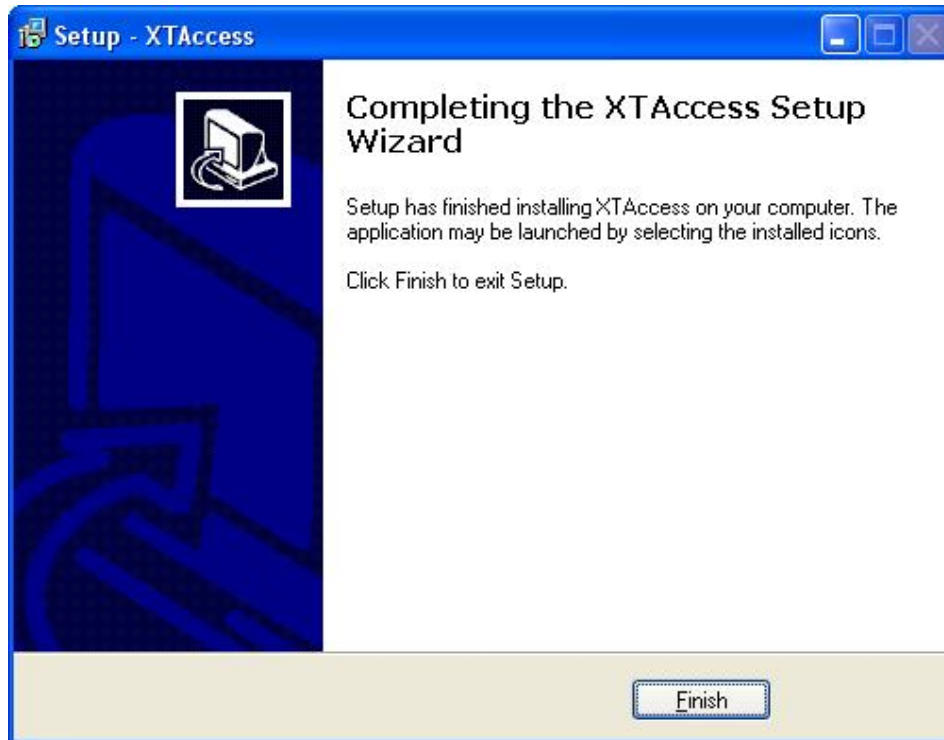 Setup - XTAccess
Completing the XTAccess Setup
Wizard
Setup has finished installing XTAccess on your computer. The
application may be launched by selecting the installed icons.
Click Finish to exit Setup.
Finish